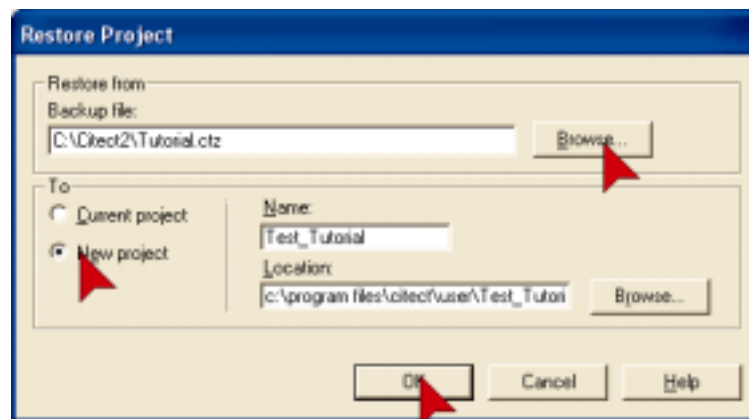 Restore Project
Restore from
Backup file:
C:\Citect2\Tutorial.ctz
Browse...
To
Current project
New project
Name:
Test_Tutorial
Location:
c:\program files\citect\user\Test_Tutori
Browse...
OK
Cancel
Help